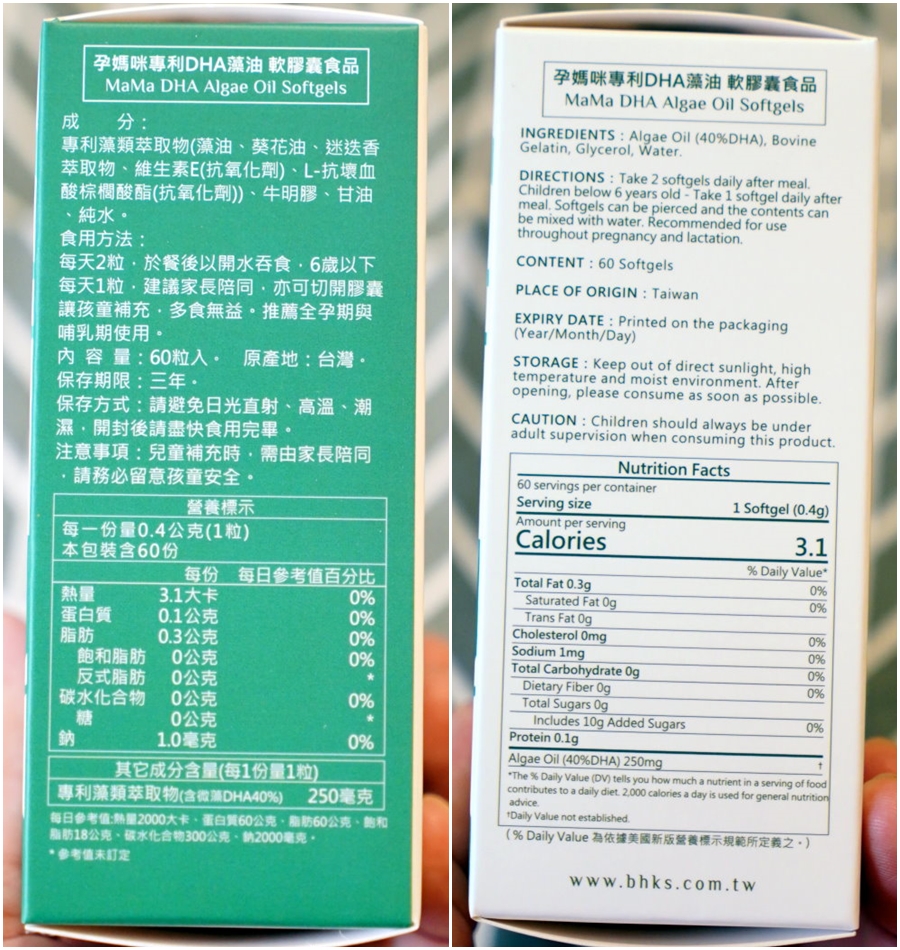 孕媽咪專利DHA藻油 軟膠囊食品
MaMa DHA Algae Oil Softgels
成　　分：
專利藻類萃取物(藻油、葵花油、迷迭香
萃取物、維生素E(抗氧化劑)、L-抗壞血
酸棕櫚酸酯(抗氧化劑))、牛明膠、甘油
、純水。
食用方法：
每天2粒，於餐後以開水吞食，6歲以下
每天1粒，建議家長陪同，亦可切開膠囊
讓孩童補充，多食無益。推薦全孕期與
哺乳期使用。
內 容 量：60粒入。 原產地：台灣。
保存期限：三年。
保存方式：請避免日光直射、高溫、潮
濕，開封後請盡快食用完畢。
注意事項：兒童補充時，需由家長陪同
，請務必留意孩童安全。
營養標示
每一份量0.4公克(1粒)
本包裝含60份
每份 每日參考值百分比
熱量 3.1大卡 0%
蛋白質 0.1公克 0%
脂肪 0.3公克 0%
飽和脂肪 0公克 0%
反式脂肪 0公克 *
碳水化合物 0公克 0%
糖 0公克 *
鈉 1.0毫克 0%
其它成分含量(每1份量1粒)
專利藻類萃取物(含微藻DHA40%) 250毫克
每日參考值:熱量2000大卡、蛋白質60公克、脂肪60公克、飽和
脂肪18公克、碳水化合物300公克、鈉2000毫克。
*參考值未訂定
孕媽咪專利DHA藻油 軟膠囊食品
MaMa DHA Algae Oil Softgels
INGREDIENTS : Algae Oil (40%DHA), Bovine
Gelatin, Glycerol, Water.
DIRECTIONS : Take 2 softgels daily after meal.
Children below 6 years old - Take 1 softgel daily after
meal. Softgels can be pierced and the contents can
be mixed with water. Recommended for use
throughout pregnancy and lactation.
CONTENT : 60 Softgels
PLACE OF ORIGIN : Taiwan
EXPIRY DATE : Printed on the packaging
(Year/Month/Day)
STORAGE : Keep out of direct sunlight, high
temperature and moist environment. After
opening, please consume as soon as possible.
CAUTION : Children should always be under
adult supervision when consuming this product.
Nutrition Facts
60 servings per container
Serving size 1 Softgel (0.4g)
Amount per serving
Calories 3.1
% Daily Value*
Total Fat 0.3g 0%
Saturated Fat 0g 0%
Trans Fat 0g
Cholesterol 0mg 0%
Sodium 1mg 0%
Total Carbohydrate 0g 0%
Dietary Fiber 0g 0%
Total Sugars 0g
Includes 10g Added Sugars 0%
Protein 0.1g
Algae Oil (40%DHA) 250mg †
*The % Daily Value (DV) tells you how much a nutrient in a serving of food
contributes to a daily diet. 2,000 calories a day is used for general nutrition
advice.
†Daily Value not established.
(% Daily Value 為依據美國新版營養標示規範所定義之。)
www.bhks.com.tw